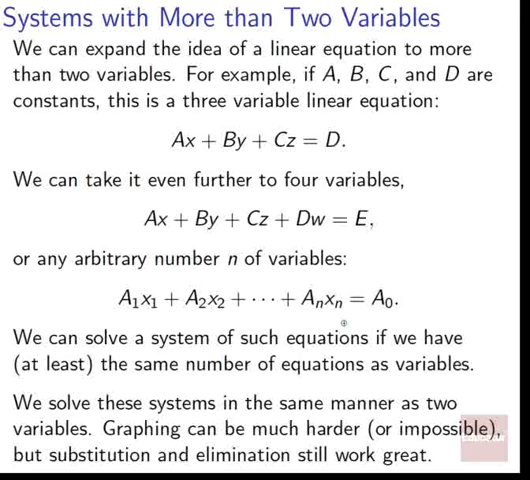 Systems with More than Two Variables
We can expand the idea of a linear equation to more
than two variables. For example, if A, B, C, and D are
constants, this is a three variable linear equation:
Ax + By + Cz = D.
We can take it even further to four variables,
Ax + By + Cz + Dw = E,
or any arbitrary number n of variables:
A₁x₁ + A₂x₂ + ··· + Aₙxₙ = A₀.
We can solve a system of such equations if we have
(at least) the same number of equations as variables.
We solve these systems in the same manner as two
variables. Graphing can be much harder (or impossible),
but substitution and elimination still work great.